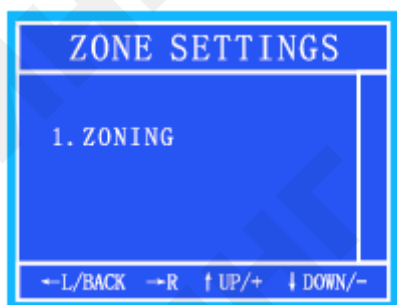 ZONE SETTINGS
1. ZONING
←L/BACK →R ↑UP/+ ↓DOWN/-